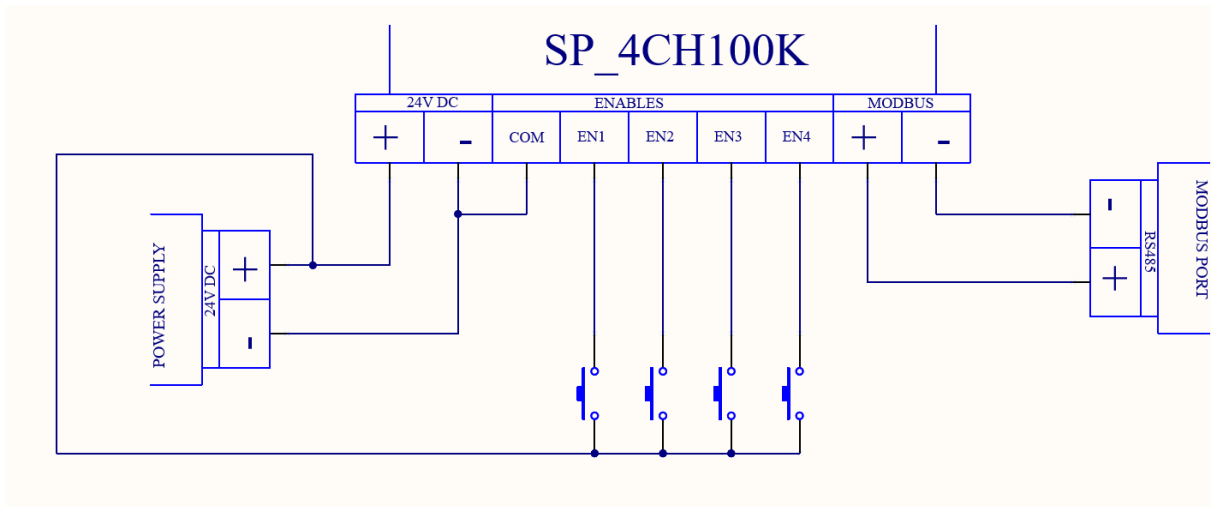 SP_4CH100K
24V DC ENABLES MODBUS
+ - COM EN1 EN2 EN3 EN4 + -
POWER SUPPLY
24V DC
+
-
-
+
RS485
MODBUS PORT